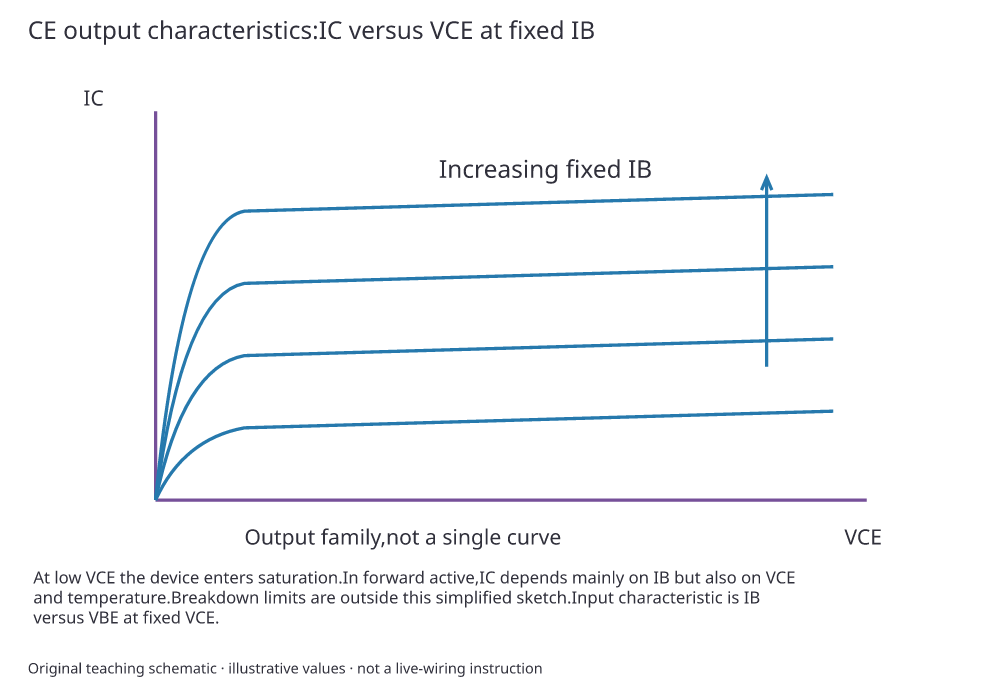 CE output characteristics:IC versus VCE at fixed IB
IC
Increasing fixed IB
Output family,not a single curve
VCE
At low VCE the device enters saturation.In forward active,IC depends mainly on IB but also on VCE
and temperature.Breakdown limits are outside this simplified sketch.Input characteristic is IB
versus VBE at fixed VCE.
Original teaching schematic · illustrative values · not a live-wiring instruction